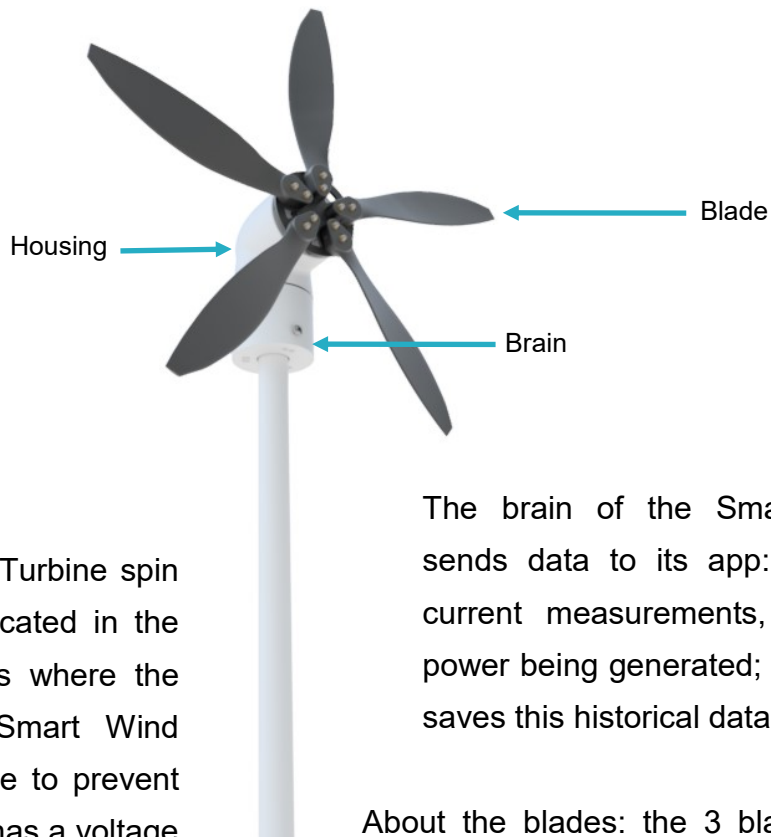 Blade
Housing
Brain
Turbine spin
cated in the
s where the
Smart Wind
e to prevent
has a voltage
The brain of the Sma
sends data to its app:
current measurements,
power being generated;
saves this historical data
About the blades: the 3 bla